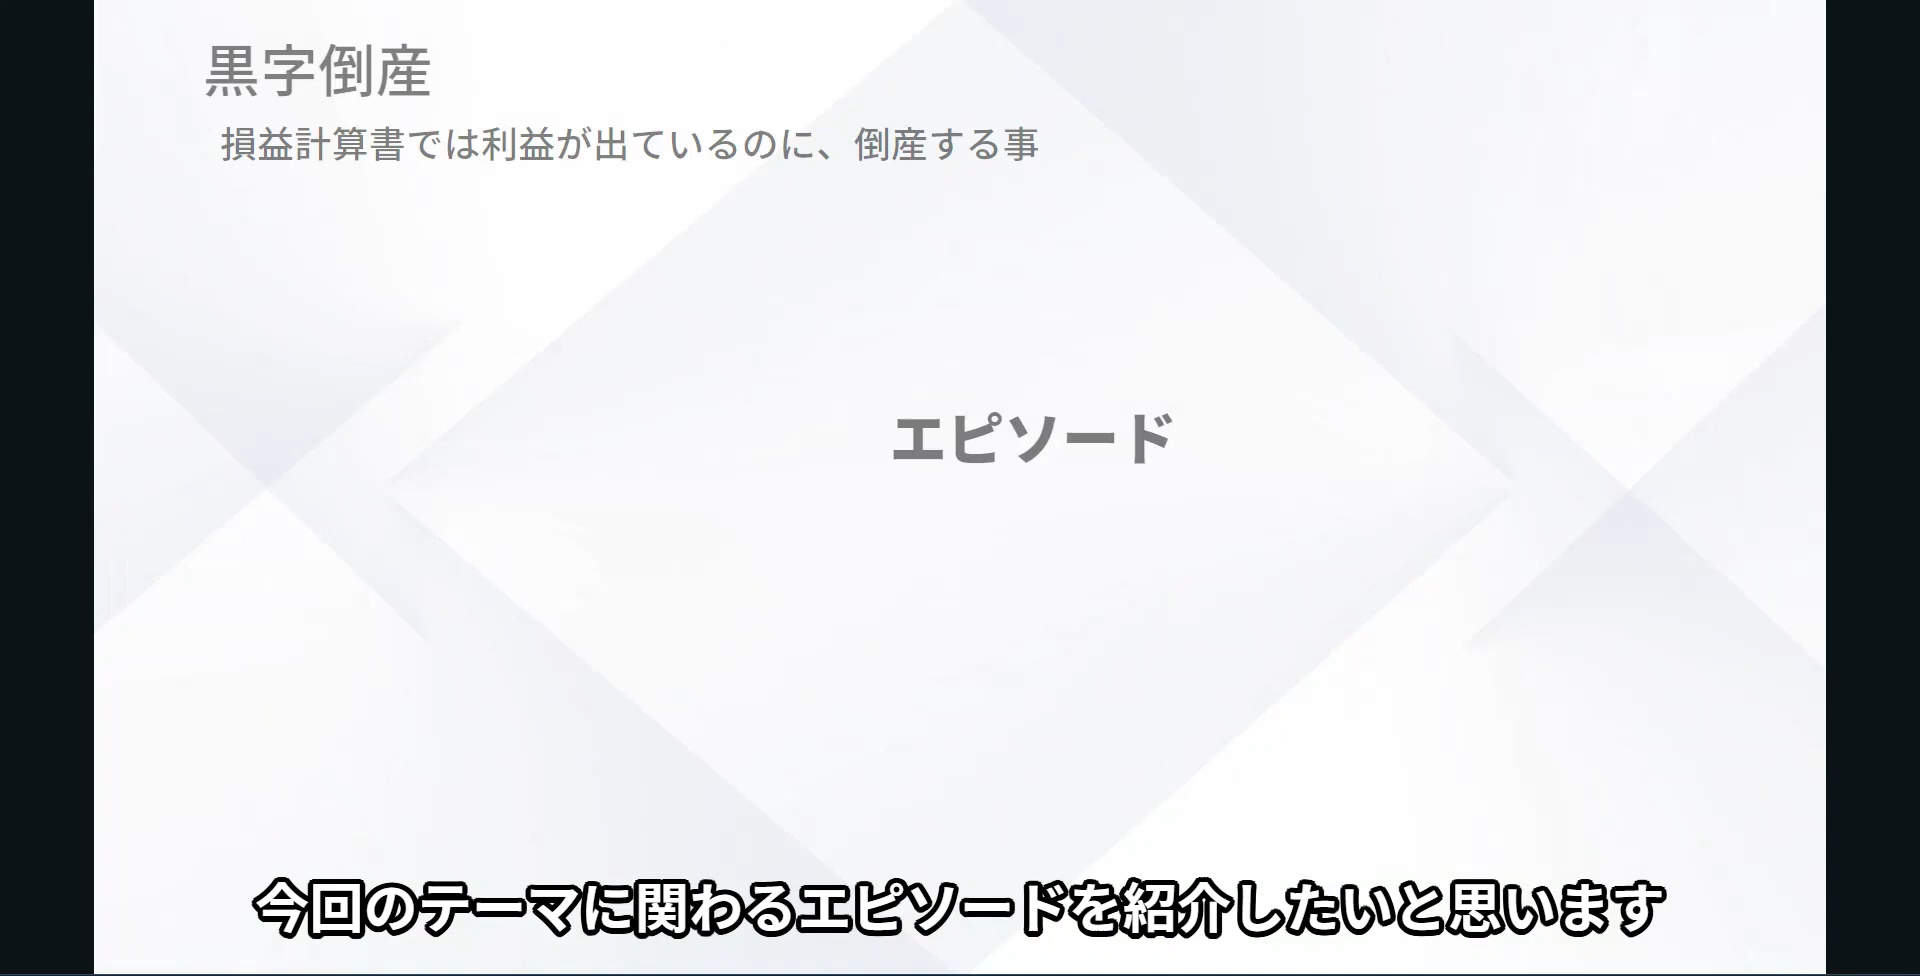 黒字倒産
損益計算書では利益が出ているのに、倒産する事
エピソード
今回のテーマに関わるエピソードを紹介したいと思います